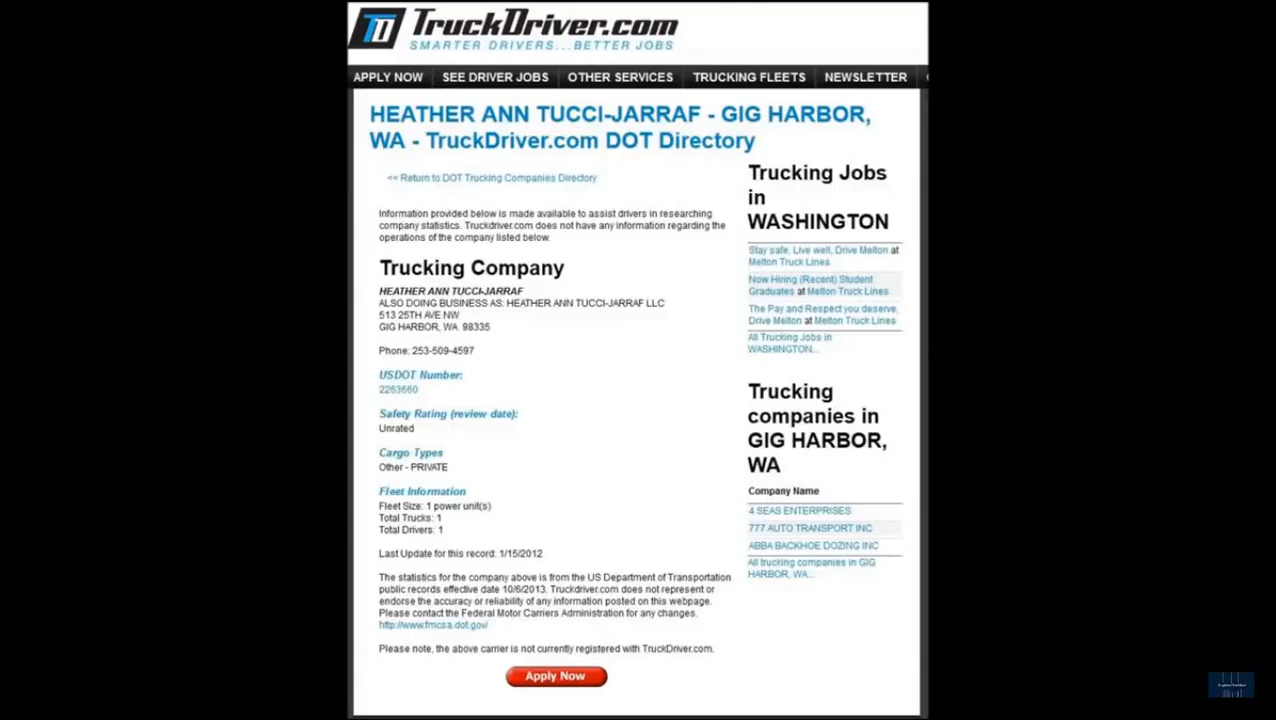 TD TruckDriver.com
SMARTER DRIVERS...BETTER JOBS
APPLY NOW SEE DRIVER JOBS OTHER SERVICES TRUCKING FLEETS NEWSLETTER
HEATHER ANN TUCCI-JARRAF - GIG HARBOR,
WA - TruckDriver.com DOT Directory
<< Return to DOT Trucking Companies Directory
Information provided below is made available to assist drivers in researching
company statistics. Truckdriver.com does not have any information regarding the
operations of the company listed below.
Trucking Company
HEATHER ANN TUCCI-JARRAF
ALSO DOING BUSINESS AS: HEATHER ANN TUCCI-JARRAF LLC
513 25TH AVE NW
GIG HARBOR, WA 98335
Phone: 253-509-4597
USDOT Number:
2263660
Safety Rating (review date):
Unrated
Cargo Types
Other - PRIVATE
Fleet Information
Fleet Size: 1 power unit(s)
Total Trucks: 1
Total Drivers: 1
Last Update for this record: 1/15/2012
The statistics for the company above is from the US Department of Transportation
public records effective date 10/6/2013. Truckdriver.com does not represent or
endorse the accuracy or reliability of any information posted on this webpage.
Please contact the Federal Motor Carriers Administration for any changes.
http://www.fmcsa.dot.gov/
Please note, the above carrier is not currently registered with TruckDriver.com.
Apply Now
Trucking Jobs
in
WASHINGTON
Stay safe, Live well, Drive Melton at
Melton Truck Lines
Now Hiring (Recent) Student
Graduates at Melton Truck Lines
The Pay and Respect you deserve,
Drive Melton at Melton Truck Lines
All Trucking Jobs in
WASHINGTON...
Trucking
companies in
GIG HARBOR,
WA
Company Name
4 SEAS ENTERPRISES
777 AUTO TRANSPORT INC
ABBA BACKHOE DOZING INC
All trucking companies in GIG
HARBOR, WA...